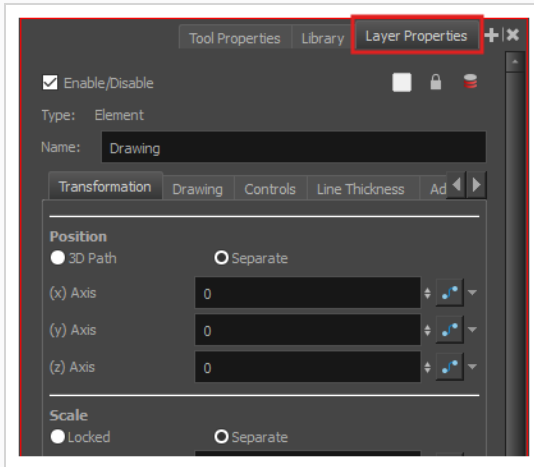 Tool Properties Library Layer Properties
Enable/Disable
Type: Element
Name: Drawing
Transformation Drawing Controls Line Thickness Ad
Position
3D Path Separate
(x) Axis 0
(y) Axis 0
(z) Axis 0
Scale
Locked Separate